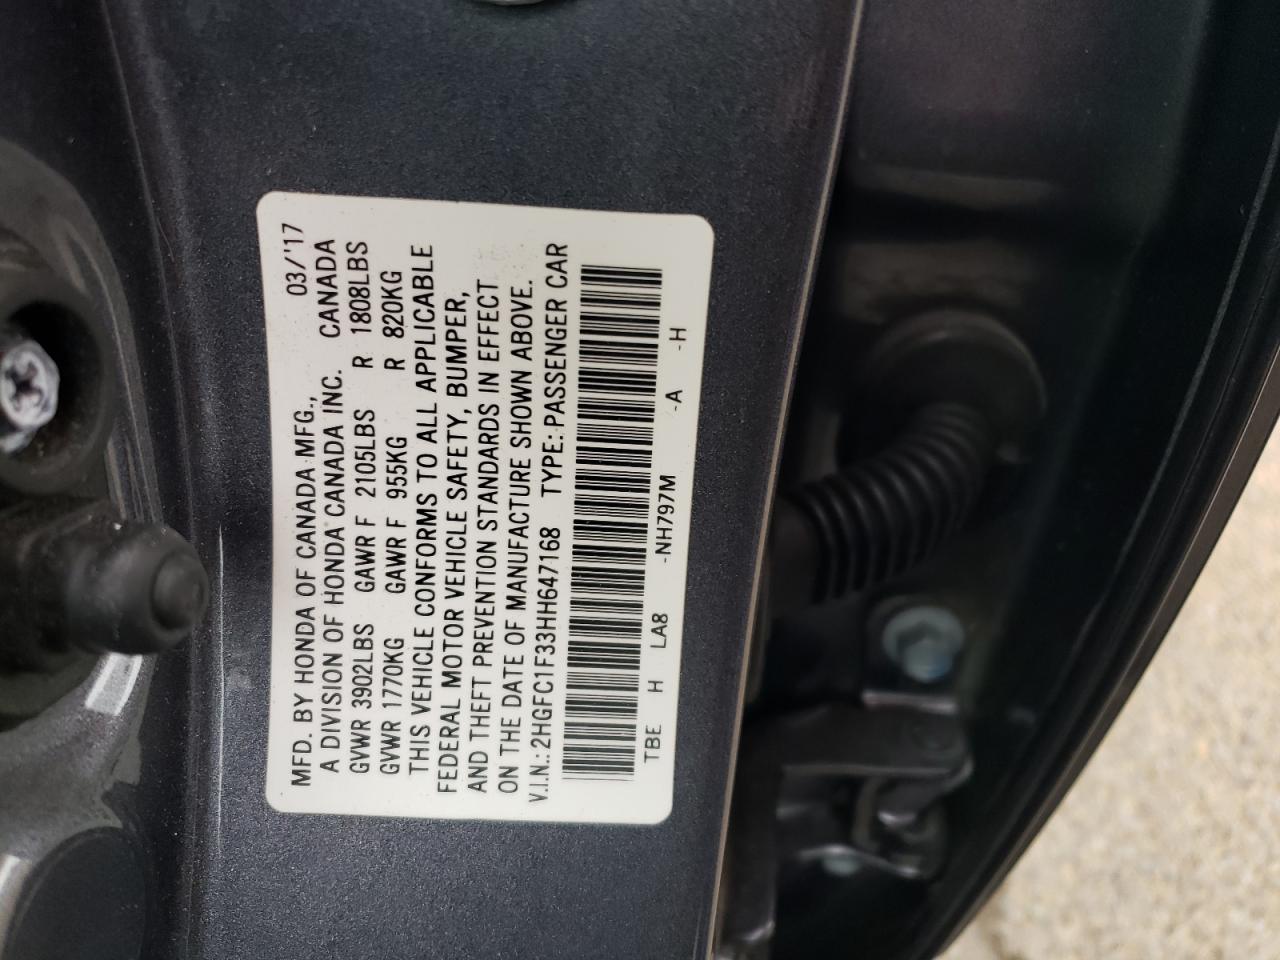 MFD. BY HONDA OF CANADA MFG., 03/'17
A DIVISION OF HONDA CANADA INC. CANADA
GVWR 3902LBS GAWR F 2105LBS R 1808LBS
GVWR 1770KG GAWR F 955KG R 820KG
THIS VEHICLE CONFORMS TO ALL APPLICABLE
FEDERAL MOTOR VEHICLE SAFETY, BUMPER,
AND THEFT PREVENTION STANDARDS IN EFFECT
ON THE DATE OF MANUFACTURE SHOWN ABOVE.
V.I.N.: 2HGFC1F33HH647168 TYPE: PASSENGER CAR
TBE H LA8 -NH797M -A -H